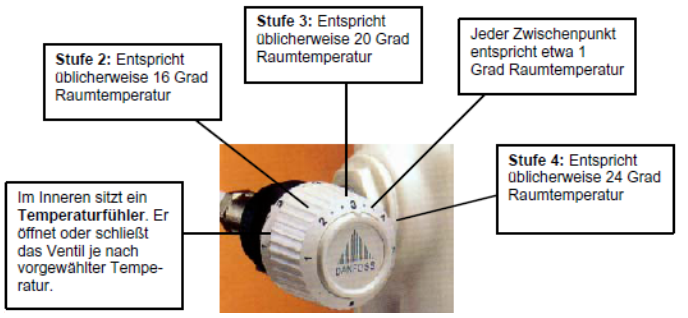 Stufe 3: Entspricht
üblicherweise 20 Grad
Raumtemperatur
Jeder Zwischenpunkt
entspricht etwa 1
Grad Raumtemperatur
Stufe 2: Entspricht
üblicherweise 16 Grad
Raumtemperatur
Stufe 4: Entspricht
üblicherweise 24 Grad
Raumtemperatur
Im Inneren sitzt ein
Temperaturfühler. Er
öffnet oder schließt
das Ventil je nach
vorgewählter Tempe-
ratur.
1 2 3
DANFOSS